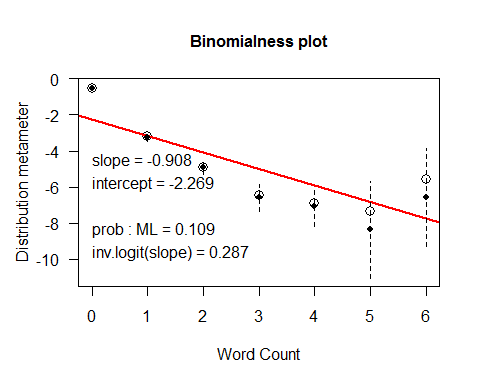 Binomialness plot
Distribution metameter
0
-2
-4
-6
-8
-10
slope = -0.908
intercept = -2.269
prob : ML = 0.109
inv.logit(slope) = 0.287
0 1 2 3 4 5 6
Word Count